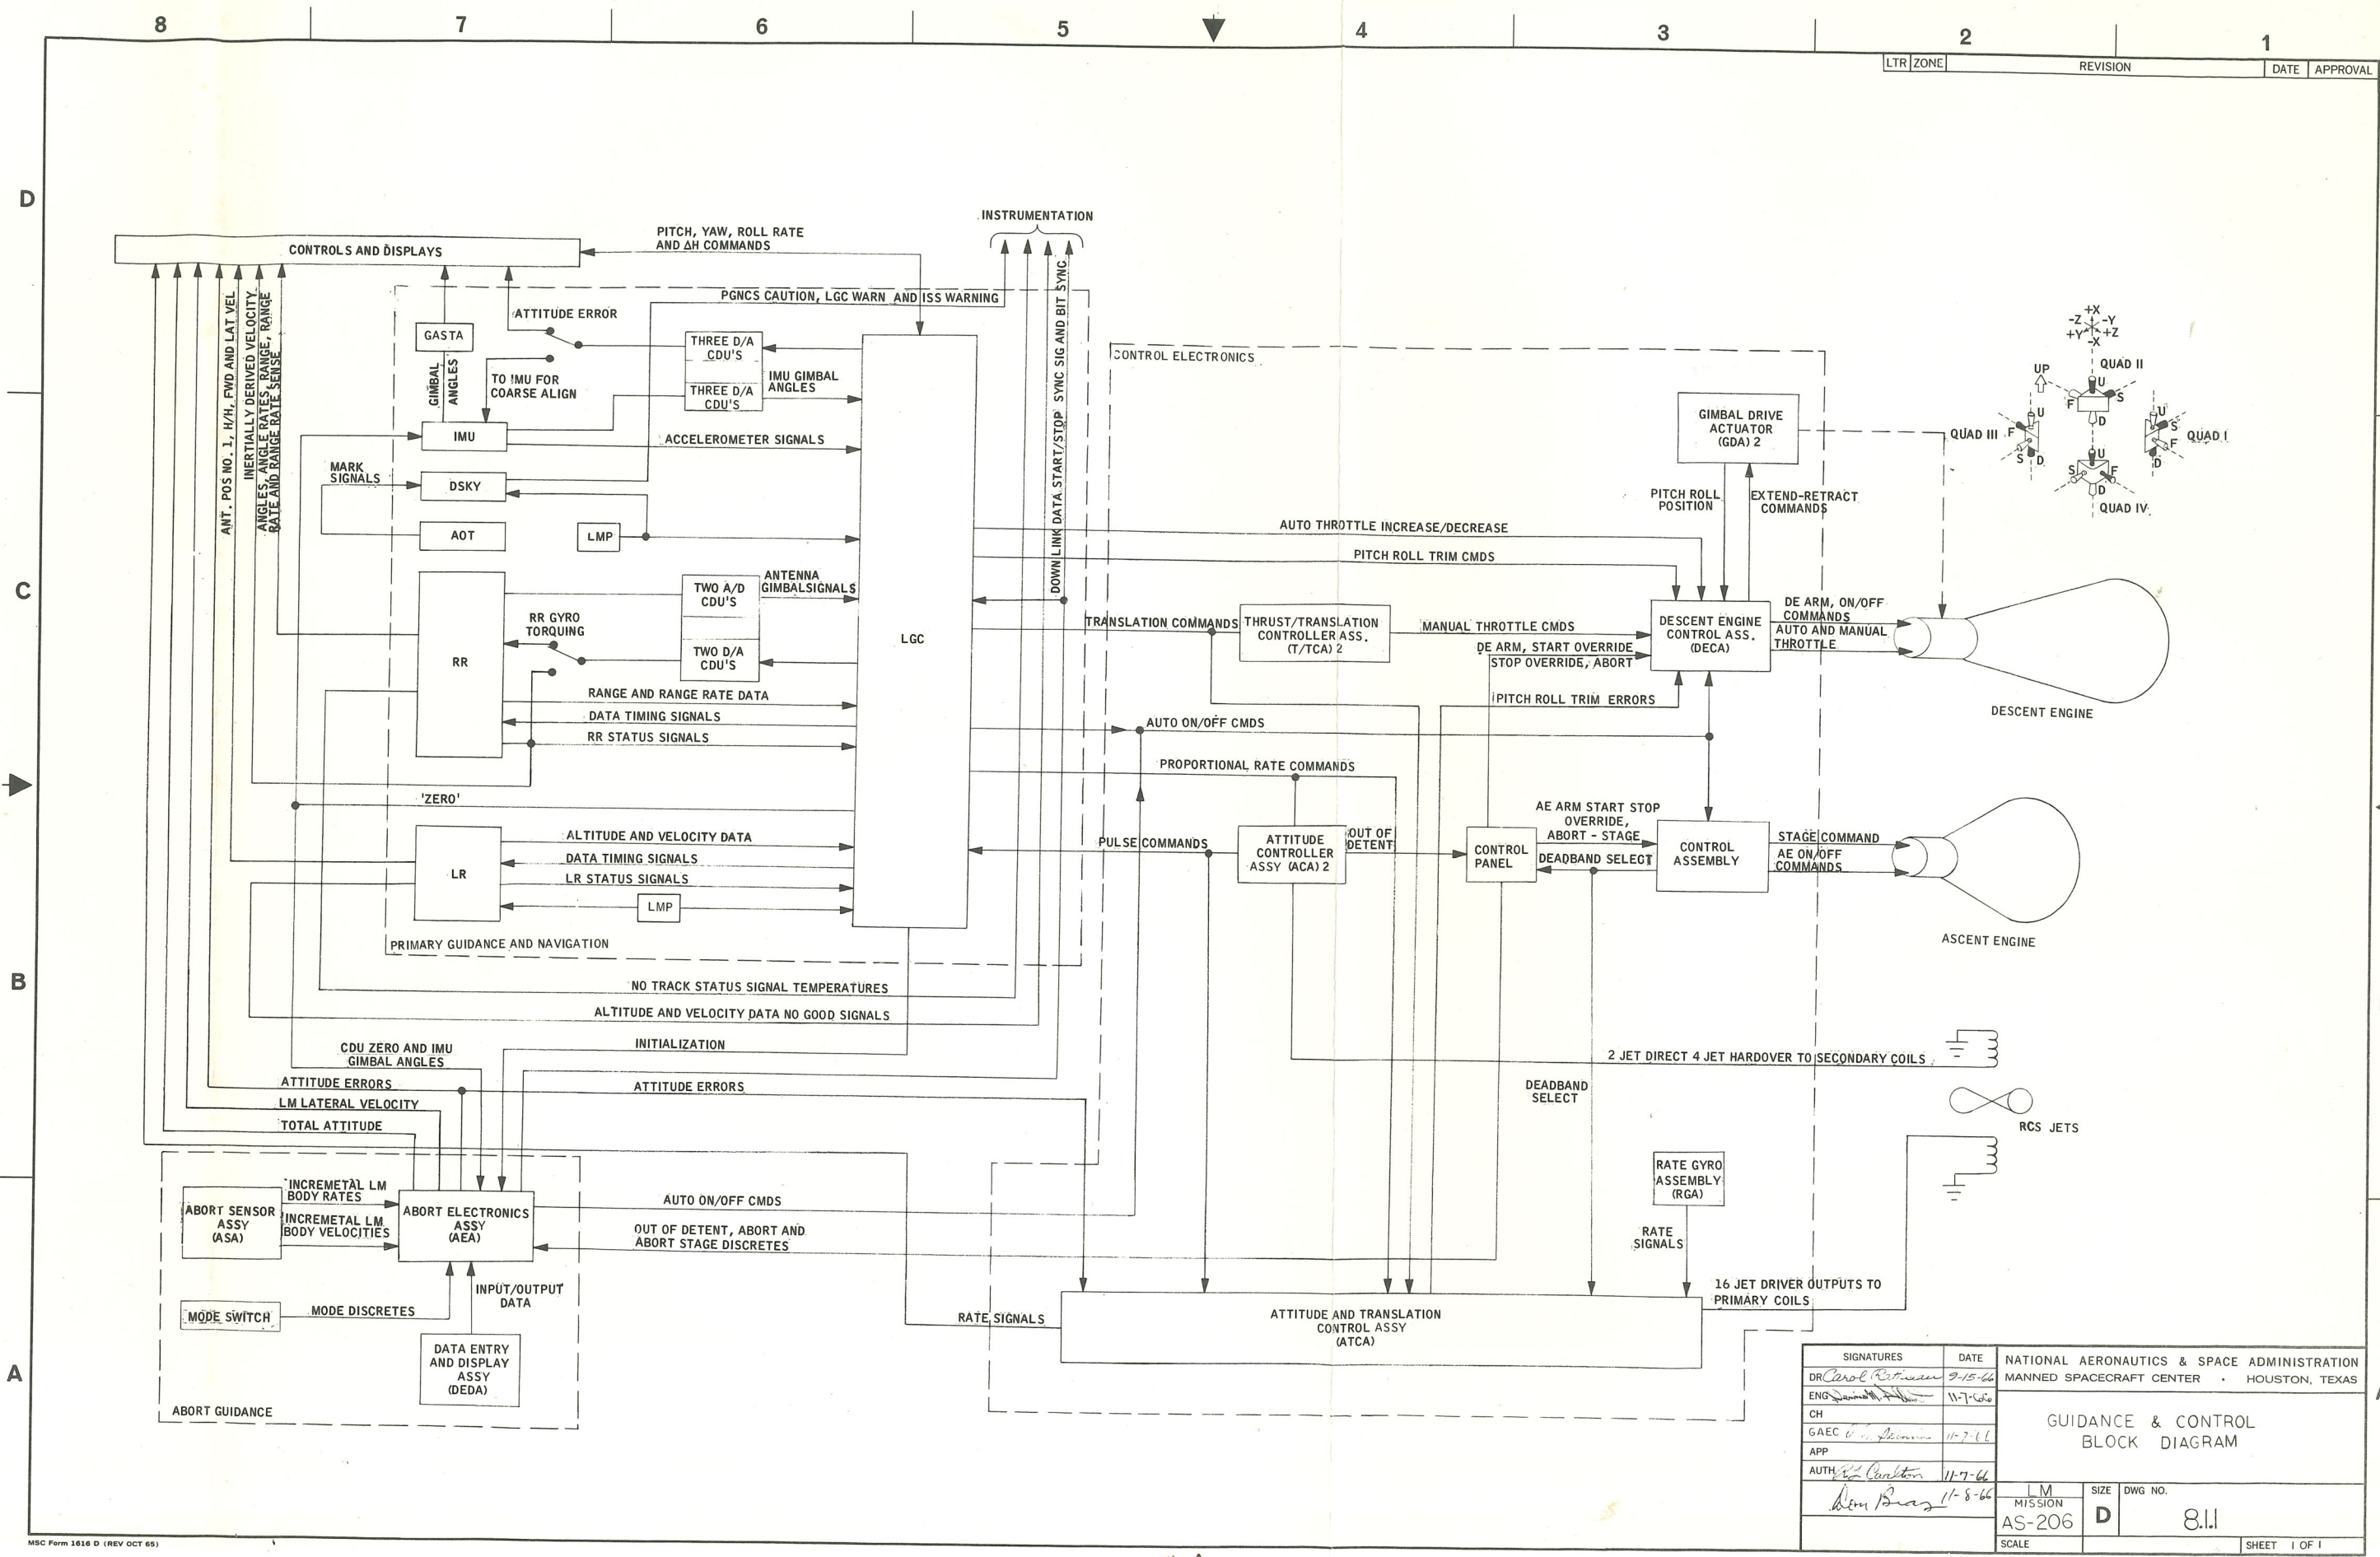 8 7 6 5 4 3 2 1
LTR ZONE REVISION DATE APPROVAL
D
C
B
A
INSTRUMENTATION
CONTROLS AND DISPLAYS
PITCH, YAW, ROLL RATE
AND ΔH COMMANDS
PGNCS CAUTION, LGC WARN AND ISS WARNING
ATTITUDE ERROR
GASTA
GIMBAL
ANGLES
TO IMU FOR
COARSE ALIGN
THREE D/A
CDU'S
THREE D/A
CDU'S
IMU GIMBAL
ANGLES
IMU
ACCELEROMETER SIGNALS
MARK
SIGNALS
DSKY
AOT
LMP
ANT. POS NO. 1, H/H, FWD AND LAT VEL
INERTIALLY DERIVED VELOCITY
ANGLES, ANGLE RATES, RANGE, RANGE
RATE AND RANGE RATE SENSE
DOWN LINK DATA START/STOP SYNC SIG AND BIT SYNC
TWO A/D
CDU'S
TWO D/A
CDU'S
ANTENNA
GIMBALSIGNALS
RR GYRO
TORQUING
RR
LGC
RANGE AND RANGE RATE DATA
DATA TIMING SIGNALS
RR STATUS SIGNALS
'ZERO'
ALTITUDE AND VELOCITY DATA
DATA TIMING SIGNALS
LR
LR STATUS SIGNALS
LMP
PRIMARY GUIDANCE AND NAVIGATION
NO TRACK STATUS SIGNAL TEMPERATURES
ALTITUDE AND VELOCITY DATA NO GOOD SIGNALS
INITIALIZATION
CDU ZERO AND IMU
GIMBAL ANGLES
ATTITUDE ERRORS
ATTITUDE ERRORS
LM LATERAL VELOCITY
TOTAL ATTITUDE
INCREMETAL LM
BODY RATES
ABORT SENSOR
ASSY
(ASA)
INCREMETAL LM
BODY VELOCITIES
ABORT ELECTRONICS
ASSY
(AEA)
AUTO ON/OFF CMDS
OUT OF DETENT, ABORT AND
ABORT STAGE DISCRETES
MODE SWITCH
MODE DISCRETES
INPUT/OUTPUT
DATA
DATA ENTRY
AND DISPLAY
ASSY
(DEDA)
ABORT GUIDANCE
CONTROL ELECTRONICS
GIMBAL DRIVE
ACTUATOR
(GDA) 2
PITCH ROLL
POSITION
EXTEND-RETRACT
COMMANDS
AUTO THROTTLE INCREASE/DECREASE
PITCH ROLL TRIM CMDS
TRANSLATION COMMANDS
THRUST/TRANSLATION
CONTROLLER ASS.
(T/TCA) 2
MANUAL THROTTLE CMDS
DE ARM, START OVERRIDE
STOP OVERRIDE, ABORT
DESCENT ENGINE
CONTROL ASS.
(DECA)
DE ARM, ON/OFF
COMMANDS
AUTO AND MANUAL
THROTTLE
PITCH ROLL TRIM ERRORS
DESCENT ENGINE
AUTO ON/OFF CMDS
PROPORTIONAL RATE COMMANDS
PULSE COMMANDS
ATTITUDE
CONTROLLER
ASSY (ACA) 2
OUT OF
DETENT
CONTROL
PANEL
AE ARM START STOP
OVERRIDE,
ABORT - STAGE
DEADBAND SELECT
CONTROL
ASSEMBLY
STAGE COMMAND
AE ON/OFF
COMMANDS
ASCENT ENGINE
2 JET DIRECT 4 JET HARDOVER TO SECONDARY COILS
DEADBAND
SELECT
RCS JETS
RATE GYRO
ASSEMBLY
(RGA)
RATE
SIGNALS
16 JET DRIVER OUTPUTS TO
PRIMARY COILS
RATE SIGNALS
ATTITUDE AND TRANSLATION
CONTROL ASSY
(ATCA)
+X
-Z -Y
+Y +Z
-X
UP
QUAD II
U
F S
D
QUAD III
U
F
S D
QUAD I
U
S
F
D
QUAD IV
U
S F
D
SIGNATURES DATE
DR Carol 9-15-66
ENG 11-7-66
CH
GAEC 11-7-66
APP
AUTH Carlton 11-7-66
11-8-66
NATIONAL AERONAUTICS & SPACE ADMINISTRATION
MANNED SPACECRAFT CENTER · HOUSTON, TEXAS
GUIDANCE & CONTROL
BLOCK DIAGRAM
LM
MISSION
AS-206
SIZE
D
DWG NO.
8.1.1
SCALE
SHEET 1 OF 1
MSC Form 1616 D (REV OCT 65)